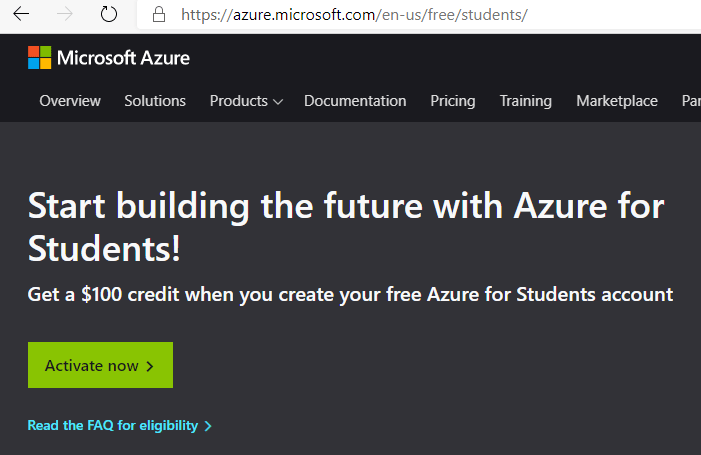 https://azure.microsoft.com/en-us/free/students/
Microsoft Azure
Overview Solutions Products Documentation Pricing Training Marketplace Par
Start building the future with Azure for
Students!
Get a $100 credit when you create your free Azure for Students account
Activate now
Read the FAQ for eligibility